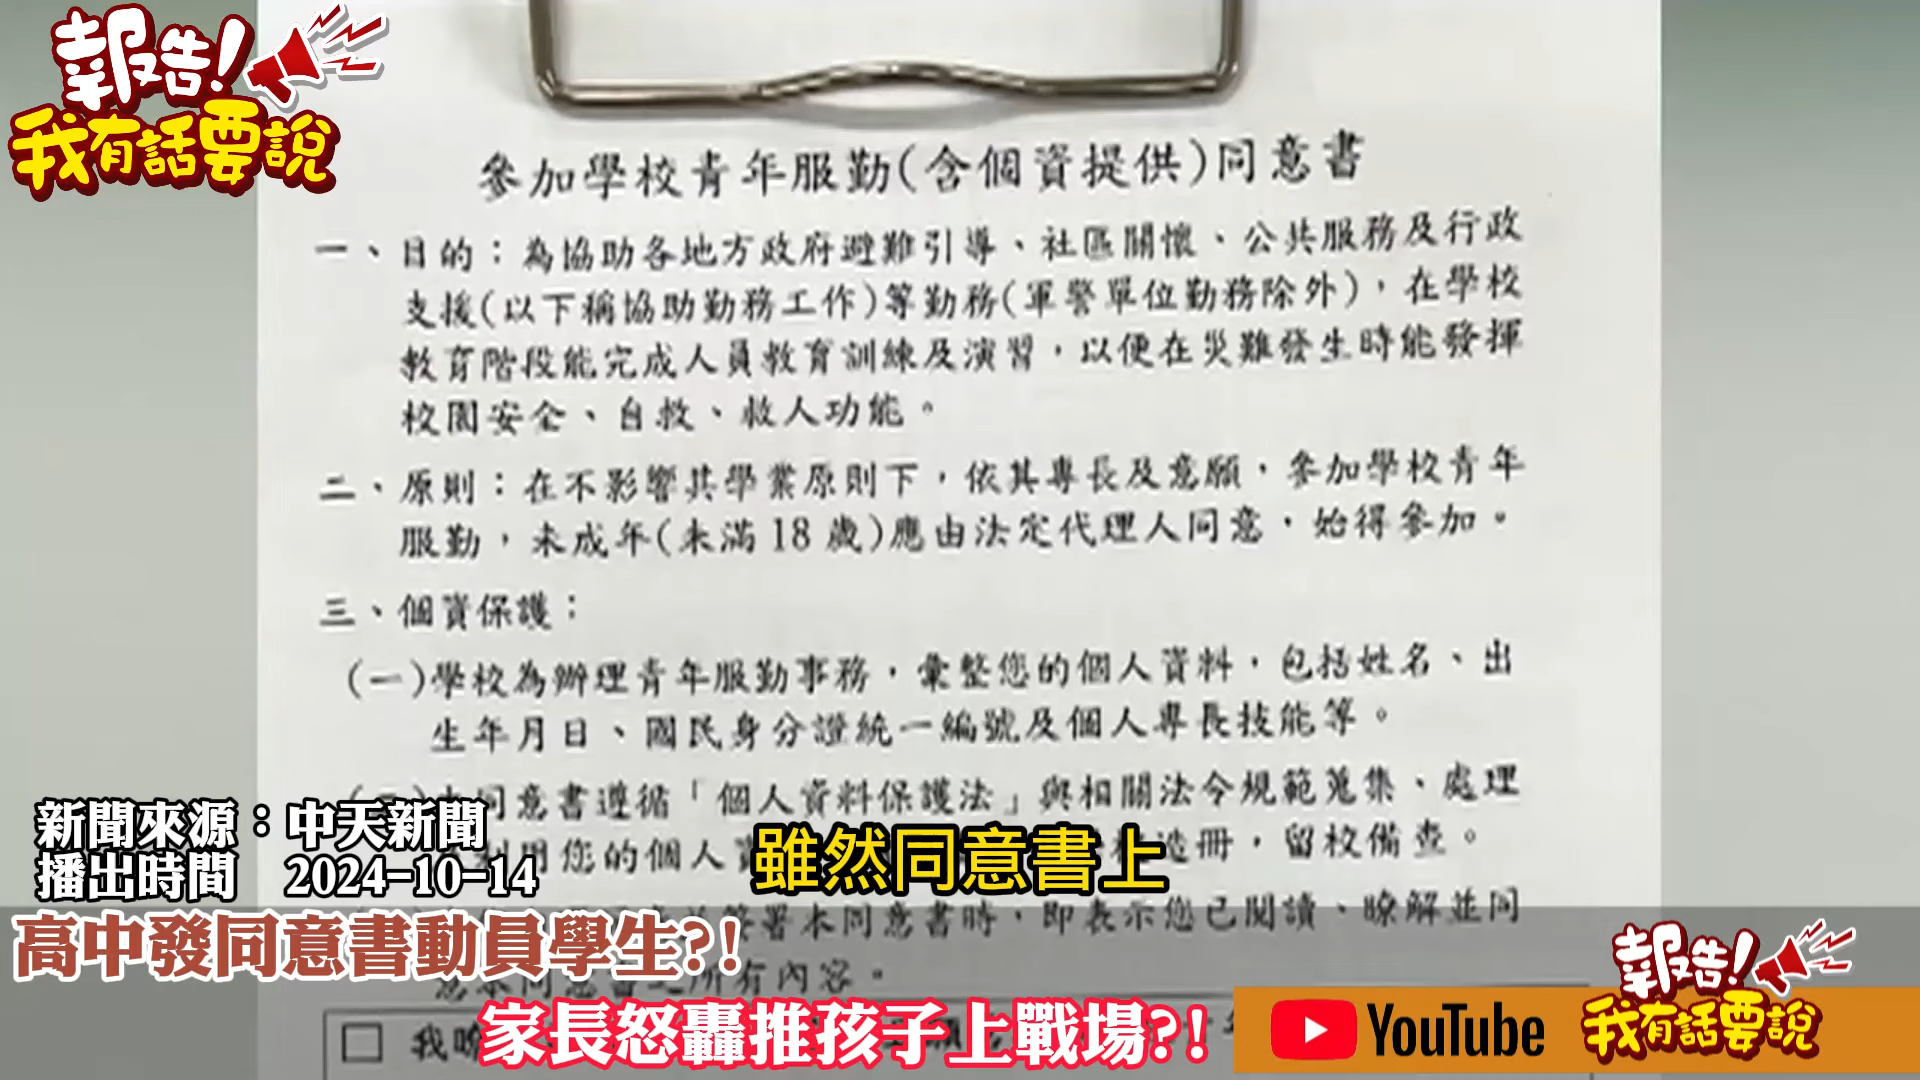 報告!
我有話要說
參加學校青年服勤(含個資提供)同意書
一、目的：為協助各地方政府避難引導、社區關懷、公共服務及行政
支援(以下稱協助勤務工作)等勤務(軍警單位勤務除外)，在學校
教育階段能完成人員教育訓練及演習，以便在災難發生時能發揮
校園安全、自救、救人功能。
二、原則：在不影響其學業原則下，依其專長及意願，參加學校青年
服勤，未成年(未滿18歲)應由法定代理人同意，始得參加。
三、個資保護：
(一)學校為辦理青年服勤事務，彙整您的個人資料，包括姓名、出
生年月日、國民身分證統一編號及個人專長技能等。
同意書遵循「個人資料保護法」與相關法令規範蒐集、處理
利用您的個人 造冊，留校備查。
簽署本同意書時，即表示您已閱讀、瞭解並同
所有內容。
□ 我
新聞來源：中天新聞
播出時間 2024-10-14
雖然同意書上
高中發同意書動員學生?!
家長怒轟推孩子上戰場?!
YouTube
報告!
我有話要說